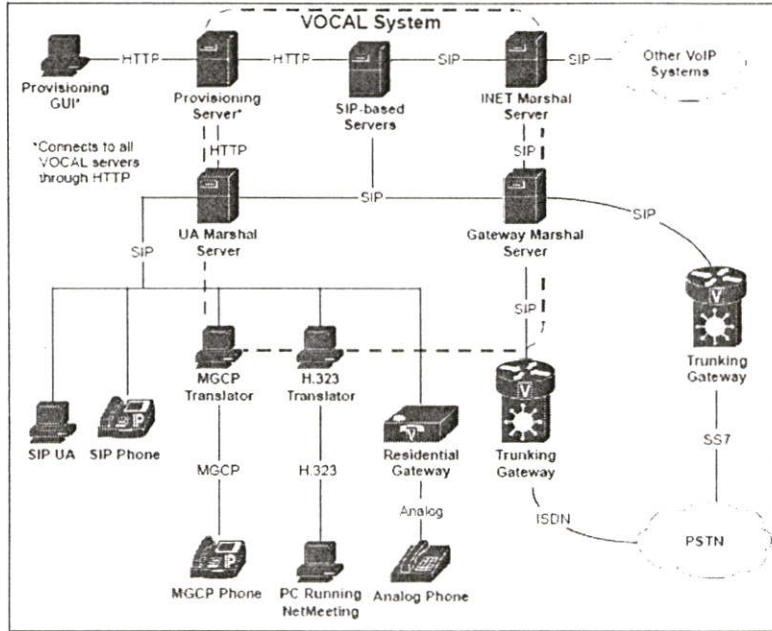 VOCAL System
HTTP
HTTP
SIP
SIP
Other VoIP
Systems
Provisioning
GUI*
Provisioning
Server*
SIP-based
Servers
INET Marshal
Server
*Connects to all
VOCAL servers
through HTTP
HTTP
SIP
SIP
SIP
UA Marshal
Server
Gateway Marshal
Server
SIP
SIP
V
MGCP
Translator
H.323
Translator
V
Trunking
Gateway
IP
V
SIP UA
SIP Phone
Residential
Gateway
Trunking
Gateway
SS7
MGCP
H.323
Analog
ISDN
PSTN
IP
MGCP Phone
PC Running
NetMeeting
Analog Phone